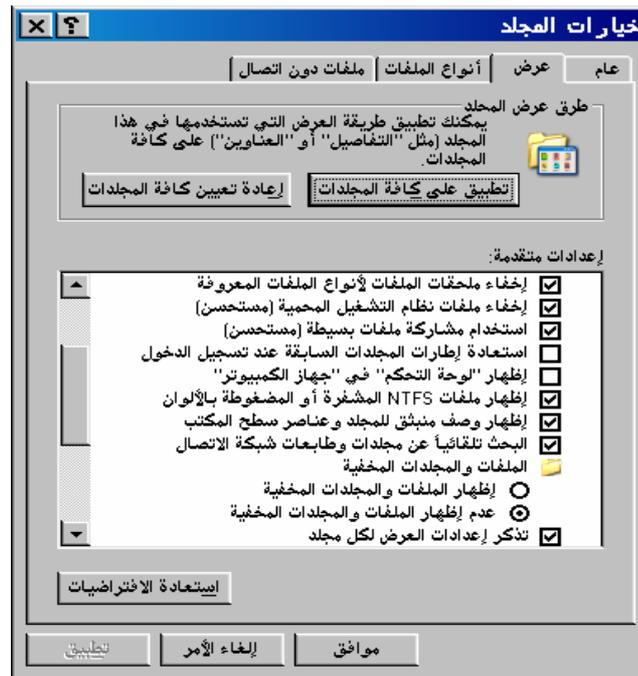 خيارات المجلد
عام
عرض
أنواع الملفات
ملفات دون اتصال
طرق عرض المجلد
يمكنك تطبيق طريقة العرض التي تستخدمها في هذا
المجلد (مثل "التفاصيل" أو "العناوين") على كافة
المجلدات.
تطبيق على كافة المجلدات
إعادة تعيين كافة المجلدات
إعدادات متقدمة:
إخفاء ملحقات الملفات لأنواع الملفات المعروفة
إخفاء ملفات نظام التشغيل المحمية (مستحسن)
استخدام مشاركة ملفات بسيطة (مستحسن)
استعادة إطارات المجلدات السابقة عند تسجيل الدخول
إظهار "لوحة التحكم" في "جهاز الكمبيوتر"
إظهار ملفات NTFS المشفرة أو المضغوطة بالألوان
إظهار وصف منبثق للمجلد وعناصر سطح المكتب
البحث تلقائياً عن مجلدات وطابعات شبكة الاتصال
الملفات والمجلدات المخفية
إظهار الملفات والمجلدات المخفية
عدم إظهار الملفات والمجلدات المخفية
تذكر إعدادات العرض لكل مجلد
استعادة الافتراضيات
موافق
إلغاء الأمر
تطبيق